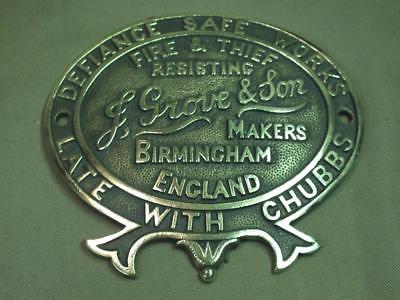 DEFIANCE SAFE WORKS
FIRE & THIEF
RESISTING
J. Grove & Son
MAKERS
BIRMINGHAM
ENGLAND
LATE WITH CHUBBS